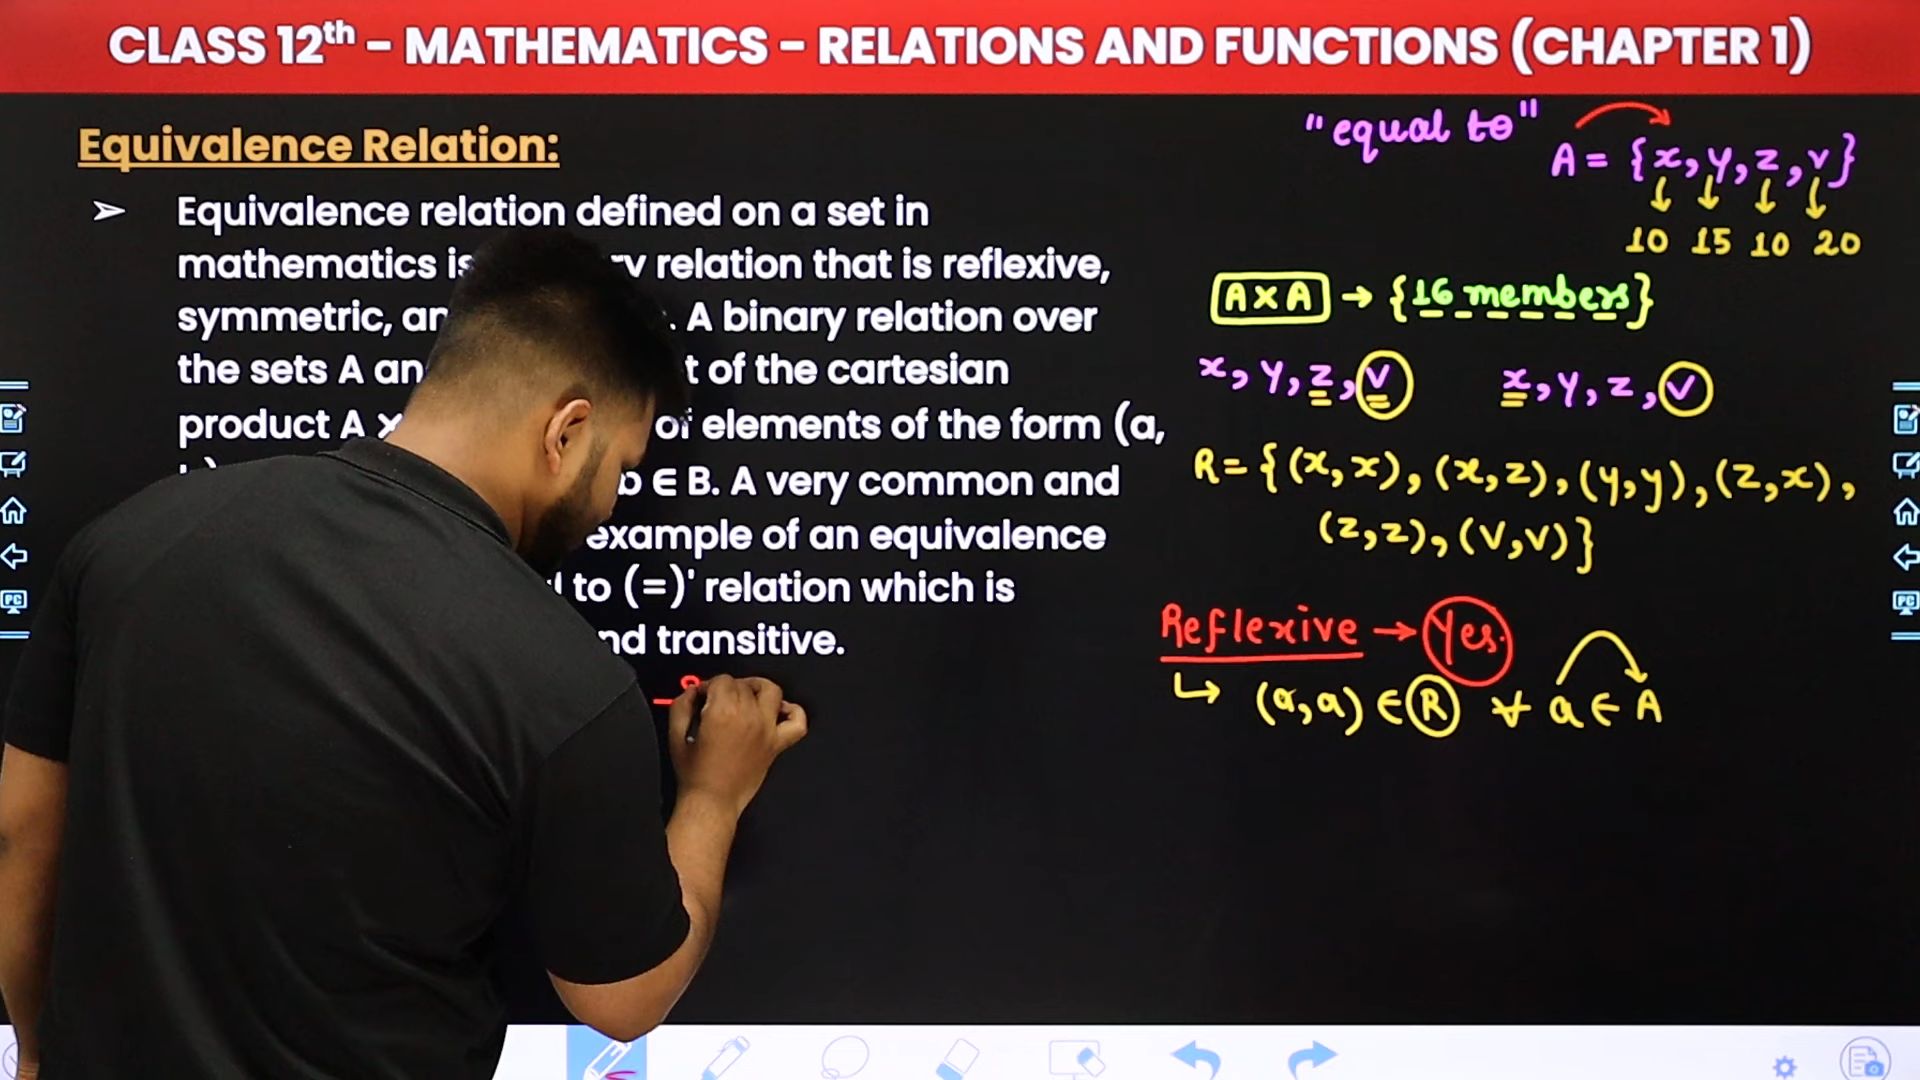 CLASS 12th - MATHEMATICS - RELATIONS AND FUNCTIONS (CHAPTER 1)
Equivalence Relation:
➢ Equivalence relation defined on a set in
mathematics is relation that is reflexive,
symmetric, . A binary relation over
the sets A of the cartesian
product A × of elements of the form (a,
b ∈ B. A very common and
example of an equivalence
to (=)' relation which is
transitive.
"equal to"
A = {x, y, z, v}
10 15 10 20
A × A → {16 members}
x, y, z, v x, y, z, v
R = {(x, x), (x, z), (y, y), (z, x),
(z, z), (v, v)}
Reflexive → Yes.
↳ (a, a) ∈ R ∀ a ∈ A
PC
PC